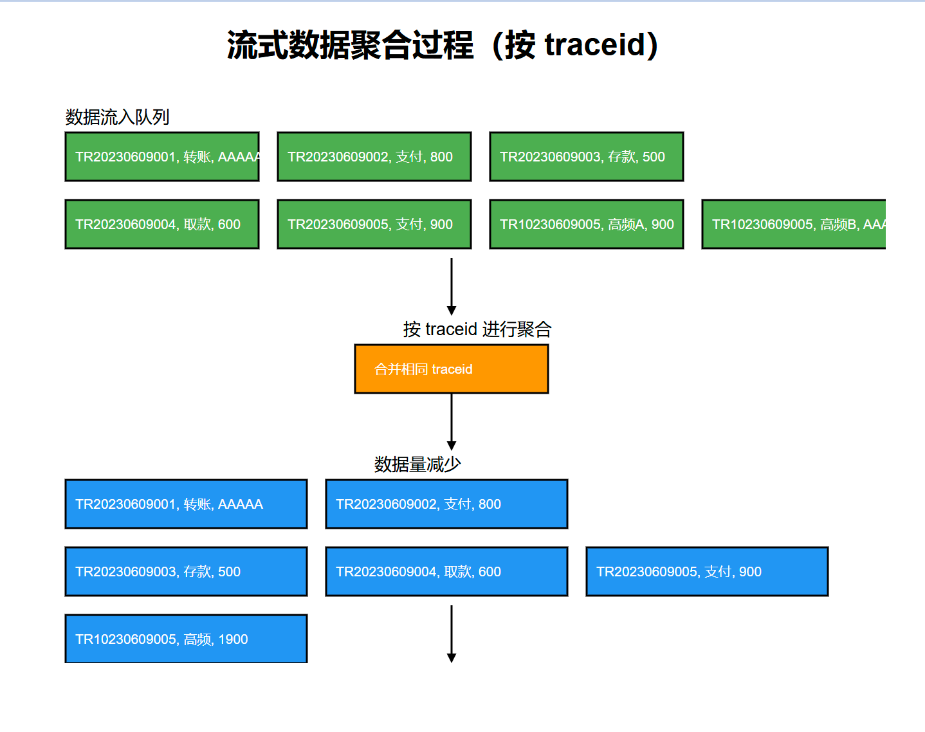 流式数据聚合过程（按 traceid）
数据流入队列
TR20230609001, 转账, AAAAA
TR20230609002, 支付, 800
TR20230609003, 存款, 500
TR20230609004, 取款, 600
TR20230609005, 支付, 900
TR10230609005, 高频A, 900
TR10230609005, 高频B, AAA
按 traceid 进行聚合
合并相同 traceid
数据量减少
TR20230609001, 转账, AAAAA
TR20230609002, 支付, 800
TR20230609003, 存款, 500
TR20230609004, 取款, 600
TR20230609005, 支付, 900
TR10230609005, 高频, 1900